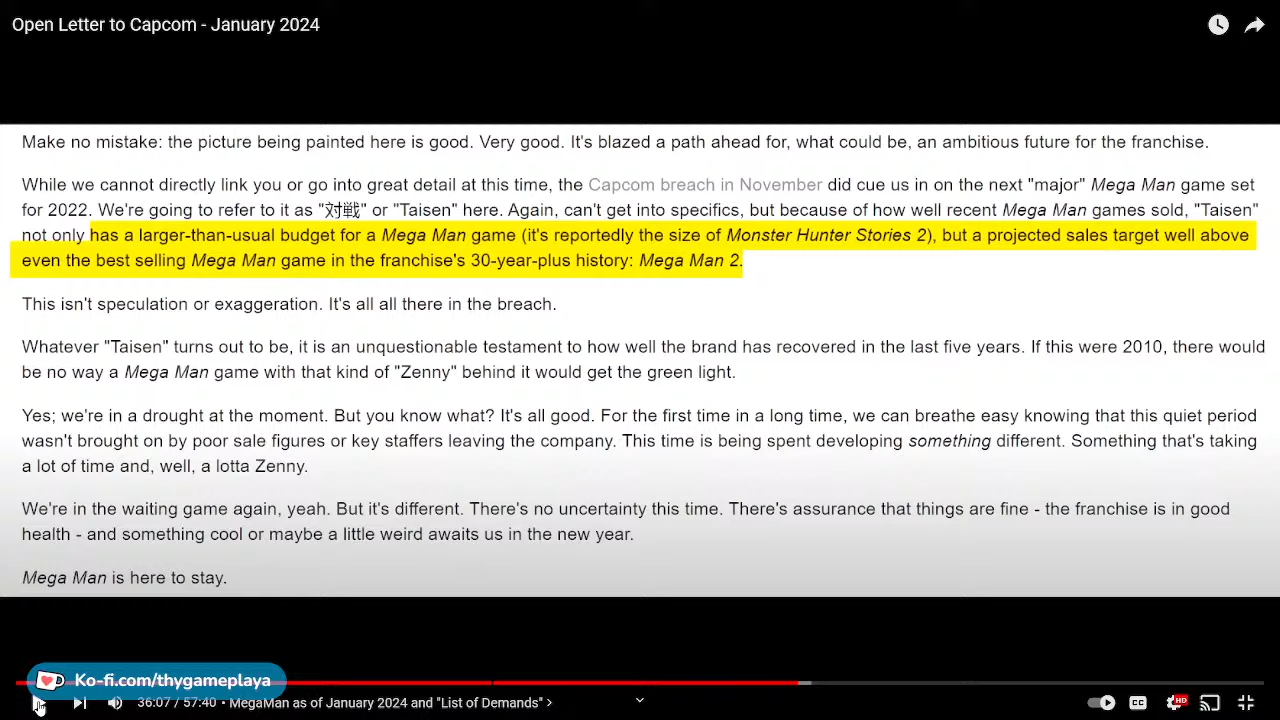 Open Letter to Capcom - January 2024
Make no mistake: the picture being painted here is good. Very good. It's blazed a path ahead for, what could be, an ambitious future for the franchise.
While we cannot directly link you or go into great detail at this time, the Capcom breach in November did cue us in on the next "major" Mega Man game set
for 2022. We're going to refer to it as "対戦" or "Taisen" here. Again, can't get into specifics, but because of how well recent Mega Man games sold, "Taisen"
not only has a larger-than-usual budget for a Mega Man game (it's reportedly the size of Monster Hunter Stories 2), but a projected sales target well above
even the best selling Mega Man game in the franchise's 30-year-plus history: Mega Man 2.
This isn't speculation or exaggeration. It's all all there in the breach.
Whatever "Taisen" turns out to be, it is an unquestionable testament to how well the brand has recovered in the last five years. If this were 2010, there would
be no way a Mega Man game with that kind of "Zenny" behind it would get the green light.
Yes; we're in a drought at the moment. But you know what? It's all good. For the first time in a long time, we can breathe easy knowing that this quiet period
wasn't brought on by poor sale figures or key staffers leaving the company. This time is being spent developing something different. Something that's taking
a lot of time and, well, a lotta Zenny.
We're in the waiting game again, yeah. But it's different. There's no uncertainty this time. There's assurance that things are fine - the franchise is in good
health - and something cool or maybe a little weird awaits us in the new year.
Mega Man is here to stay.
Ko-fi.com/thygameplaya
36:07 / 57:40 • MegaMan as of January 2024 and "List of Demands" >
CC
HD